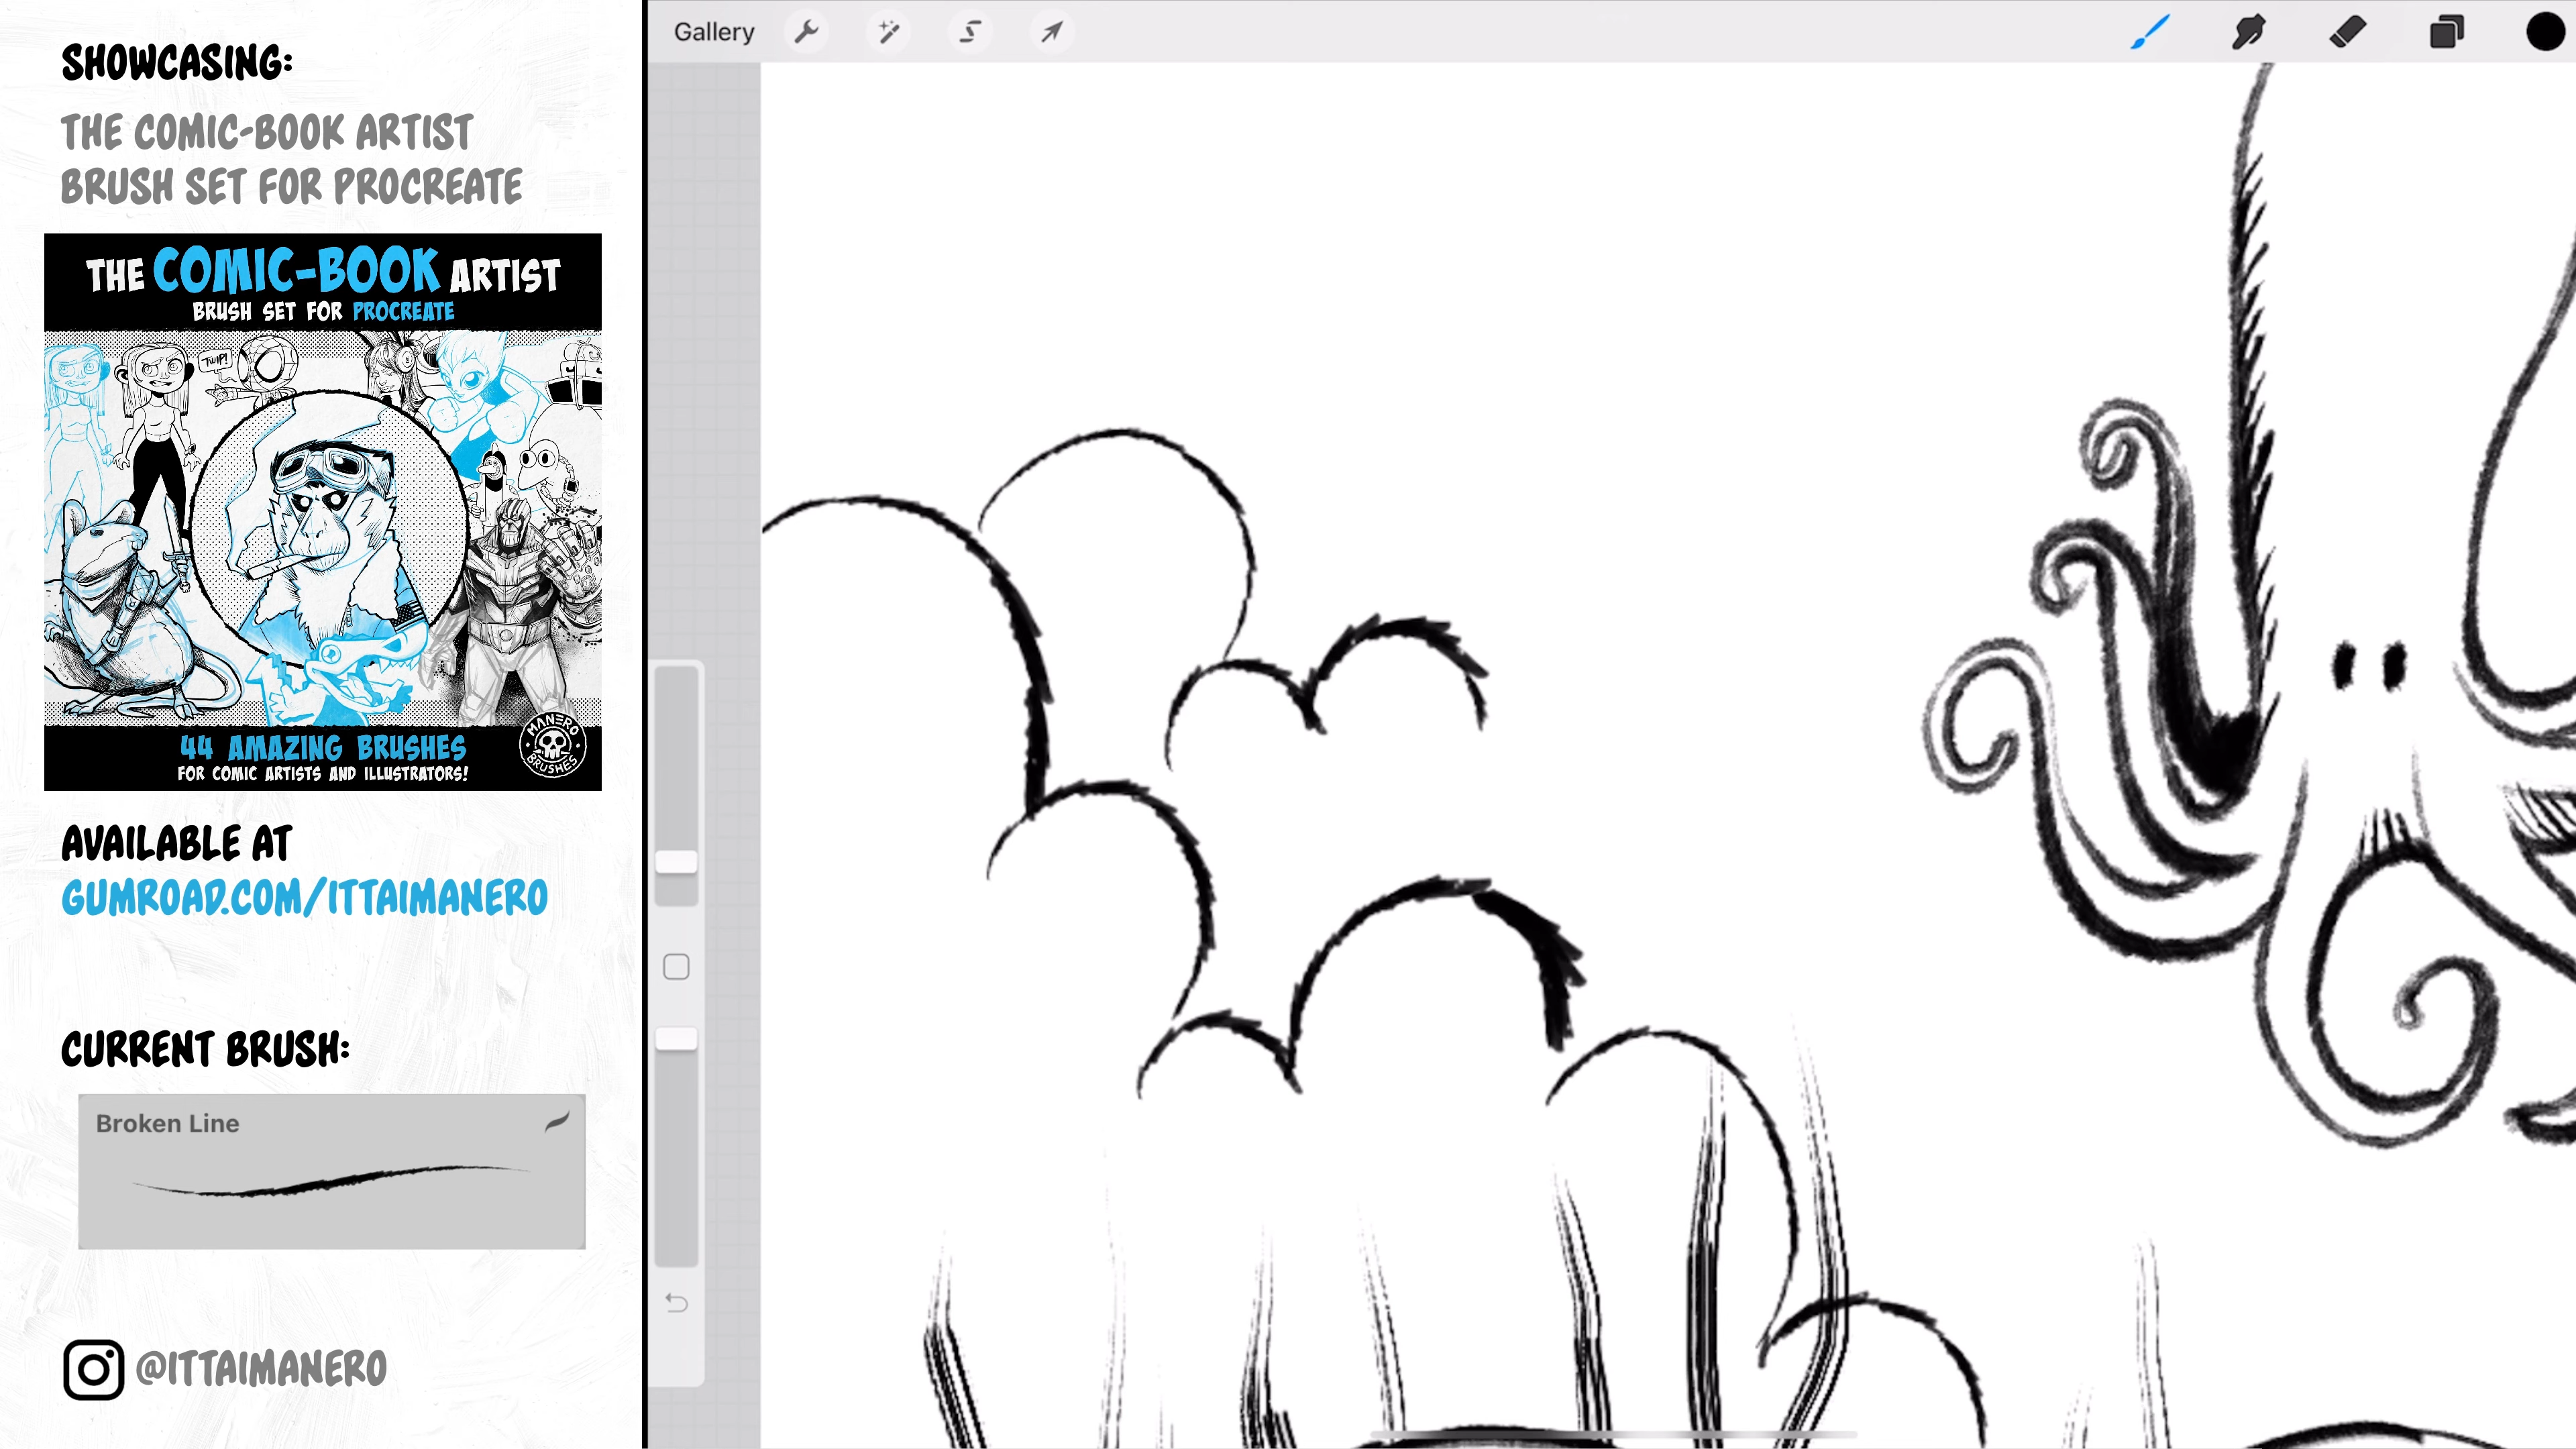 SHOWCASING:
THE COMIC-BOOK ARTIST
BRUSH SET FOR PROCREATE
THE COMIC-BOOK ARTIST
BRUSH SET FOR PROCREATE
TWIP!
44 AMAZING BRUSHES
FOR COMIC ARTISTS AND ILLUSTRATORS!
MANERO
BRUSHES
AVAILABLE AT
GUMROAD.COM/ITTAIMANERO
CURRENT BRUSH:
Broken Line
@ITTAIMANERO
Gallery